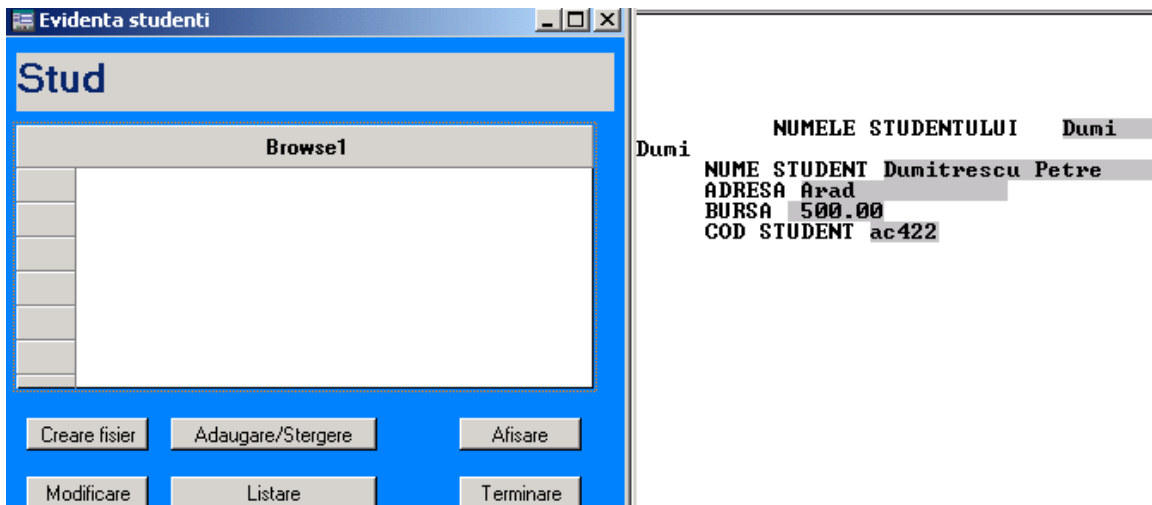 Evidenta studenti
Stud
Browse1
Creare fisier
Adaugare/Stergere
Afisare
Modificare
Listare
Terminare
NUMELE STUDENTULUI Dumi
Dumi
NUME STUDENT Dumitrescu Petre
ADRESA Arad
BURSA 500.00
COD STUDENT ac422